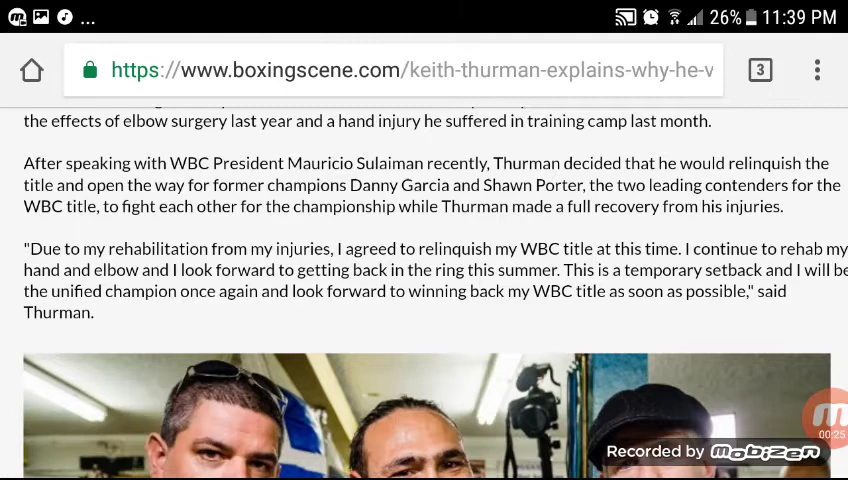 ... 26% 11:39 PM
https://www.boxingscene.com/keith-thurman-explains-why-he-v
3
the effects of elbow surgery last year and a hand injury he suffered in training camp last month.
After speaking with WBC President Mauricio Sulaiman recently, Thurman decided that he would relinquish the
title and open the way for former champions Danny Garcia and Shawn Porter, the two leading contenders for the
WBC title, to fight each other for the championship while Thurman made a full recovery from his injuries.
"Due to my rehabilitation from my injuries, I agreed to relinquish my WBC title at this time. I continue to rehab my
hand and elbow and I look forward to getting back in the ring this summer. This is a temporary setback and I will be
the unified champion once again and look forward to winning back my WBC title as soon as possible," said
Thurman.
00:25
Recorded by mobizen